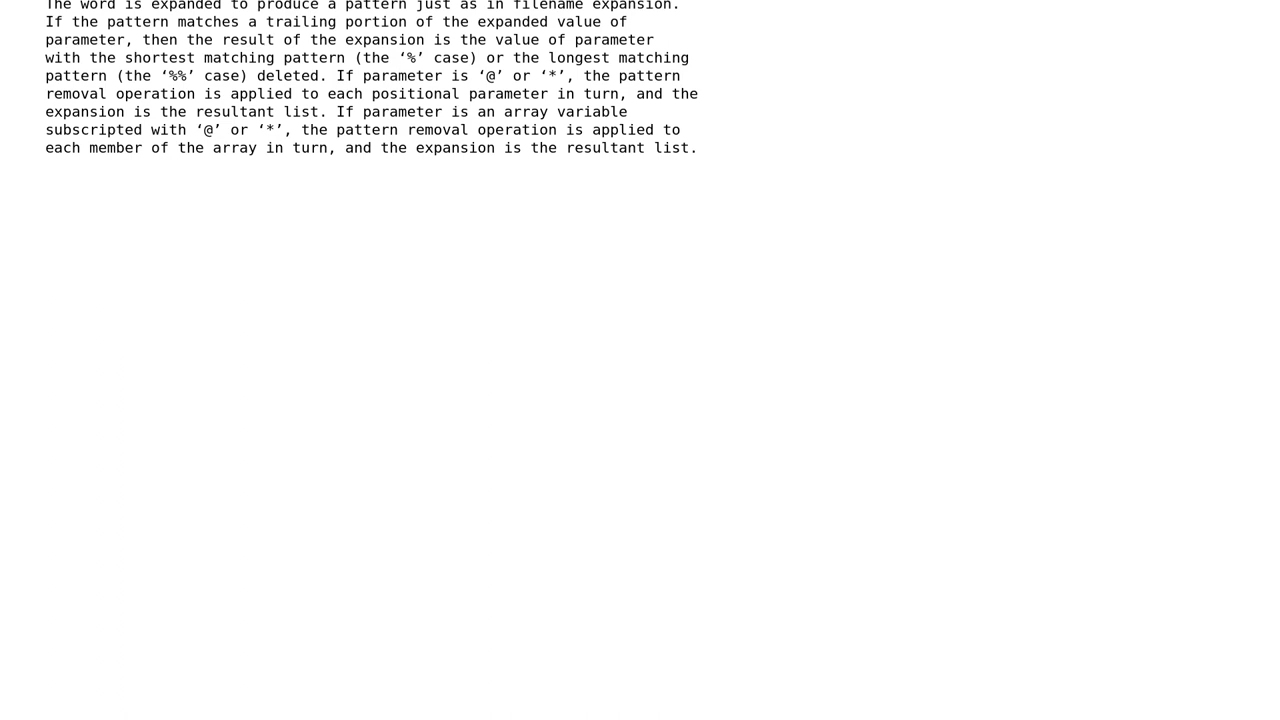 The word is expanded to produce a pattern just as in filename expansion.
If the pattern matches a trailing portion of the expanded value of
parameter, then the result of the expansion is the value of parameter
with the shortest matching pattern (the ‘%’ case) or the longest matching
pattern (the ‘%%’ case) deleted. If parameter is ‘@’ or ‘*’, the pattern
removal operation is applied to each positional parameter in turn, and the
expansion is the resultant list. If parameter is an array variable
subscripted with ‘@’ or ‘*’, the pattern removal operation is applied to
each member of the array in turn, and the expansion is the resultant list.